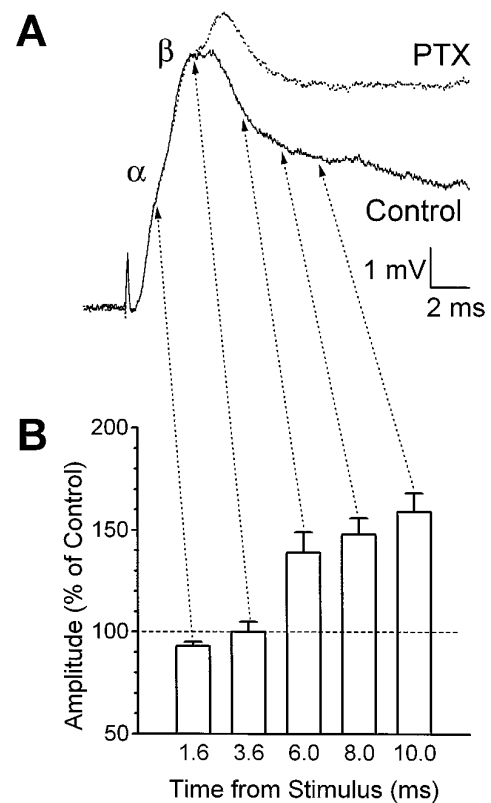 A
β
PTX
α
Control
1 mV
2 ms
B
Amplitude (% of Control)
200
150
100
50
1.6 3.6 6.0 8.0 10.0
Time from Stimulus (ms)